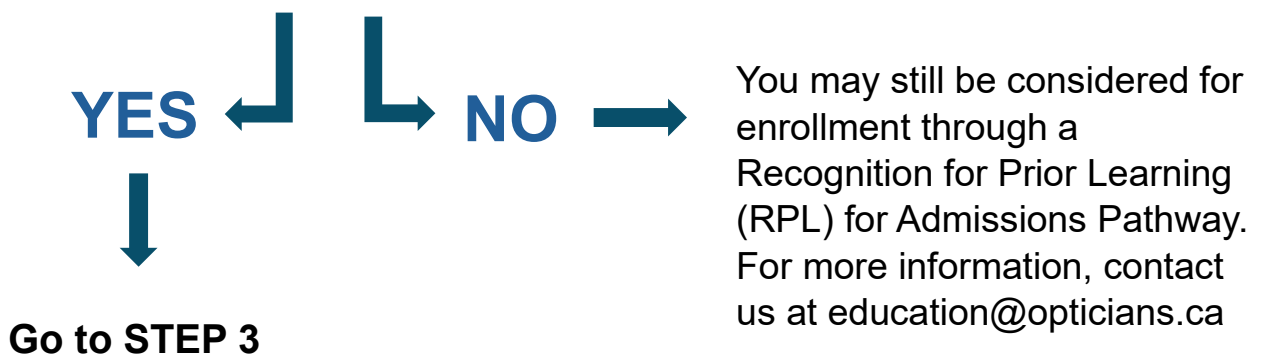 YES
NO
You may still be considered for
enrollment through a
Recognition for Prior Learning
(RPL) for Admissions Pathway.
For more information, contact
us at education@opticians.ca
Go to STEP 3